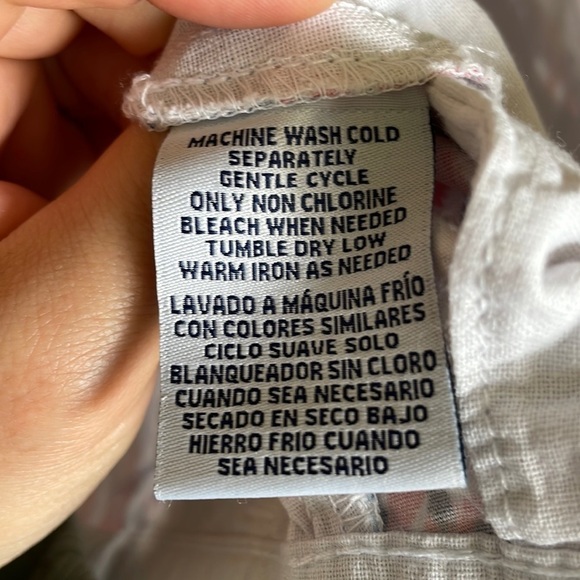 MACHINE WASH COLD
SEPARATELY
GENTLE CYCLE
ONLY NON CHLORINE
BLEACH WHEN NEEDED
TUMBLE DRY LOW
WARM IRON AS NEEDED
LAVADO A MÁQUINA FRÍO
CON COLORES SIMILARES
CICLO SUAVE SOLO
BLANQUEADOR SIN CLORO
CUANDO SEA NECESARIO
SECADO EN SECO BAJO
HIERRO FRIO CUANDO
SEA NECESARIO